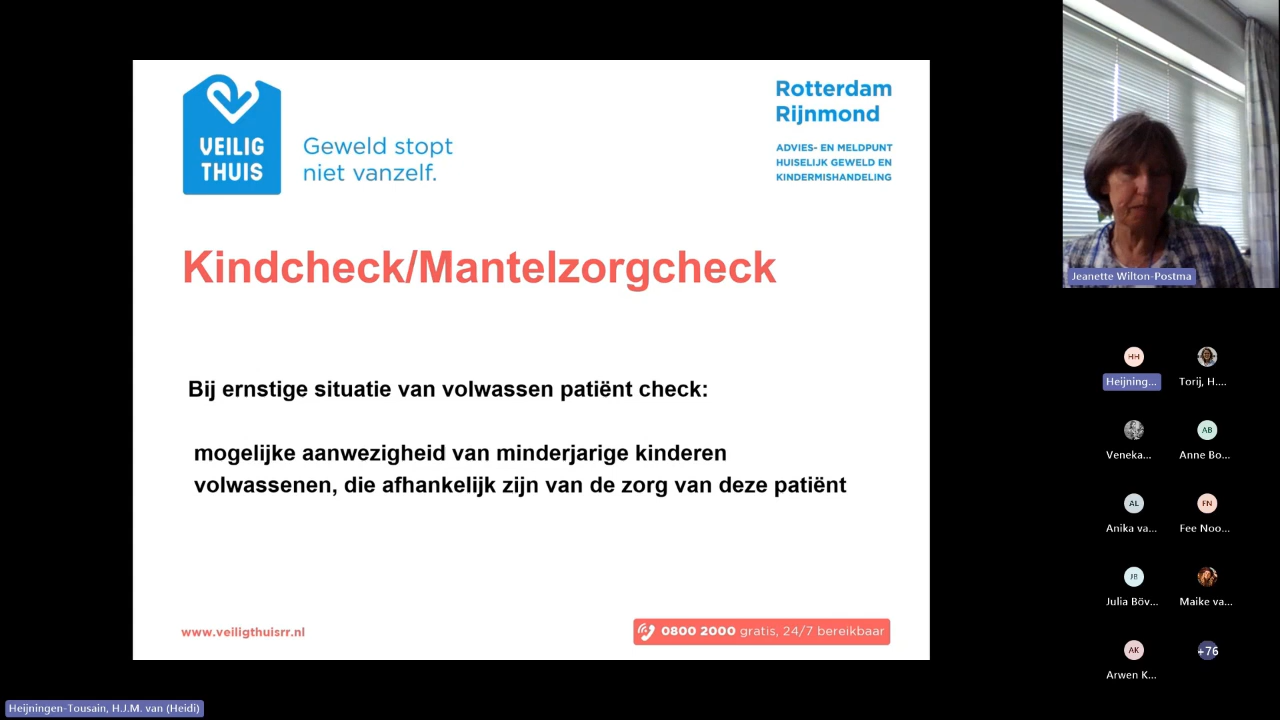 VEILIG
THUIS
Geweld stopt
niet vanzelf.
Rotterdam
Rijnmond
ADVIES- EN MELDPUNT
HUISELIJK GEWELD EN
KINDERMISHANDELING
Kindcheck/Mantelzorgcheck
Bij ernstige situatie van volwassen patiënt check:
mogelijke aanwezigheid van minderjarige kinderen
volwassenen, die afhankelijk zijn van de zorg van deze patiënt
www.veiligthuisrr.nl
0800 2000 gratis, 24/7 bereikbaar
Jeanette Wilton-Postma
HH
Heijning...
Torij, H....
Veneka...
AB
Anne Bo...
AL
Anika va...
FN
Fee Noo...
JB
Julia Böv...
Maike va...
AK
Arwen K...
+76
Heijningen-Tousain, H.J.M. van (Heidi)